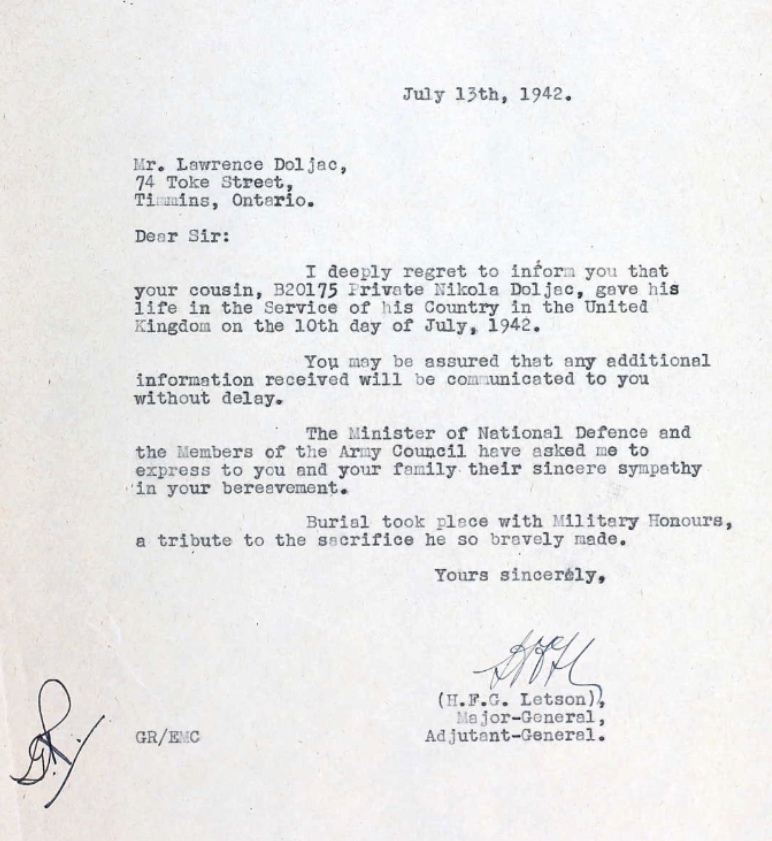 July 13th, 1942.
Mr. Lawrence Doljac,
74 Toke Street,
Timmins, Ontario.
Dear Sir:
I deeply regret to inform you that
your cousin, B20175 Private Nikola Doljac, gave his
life in the Service of his Country in the United
Kingdom on the 10th day of July, 1942.
You may be assured that any additional
information received will be communicated to you
without delay.
The Minister of National Defence and
the Members of the Army Council have asked me to
express to you and your family their sincere sympathy
in your bereavement.
Burial took place with Military Honours,
a tribute to the sacrifice he so bravely made.
Yours sincerely,
(H.F.G. Letson),
Major-General,
GR/EMC Adjutant-General.